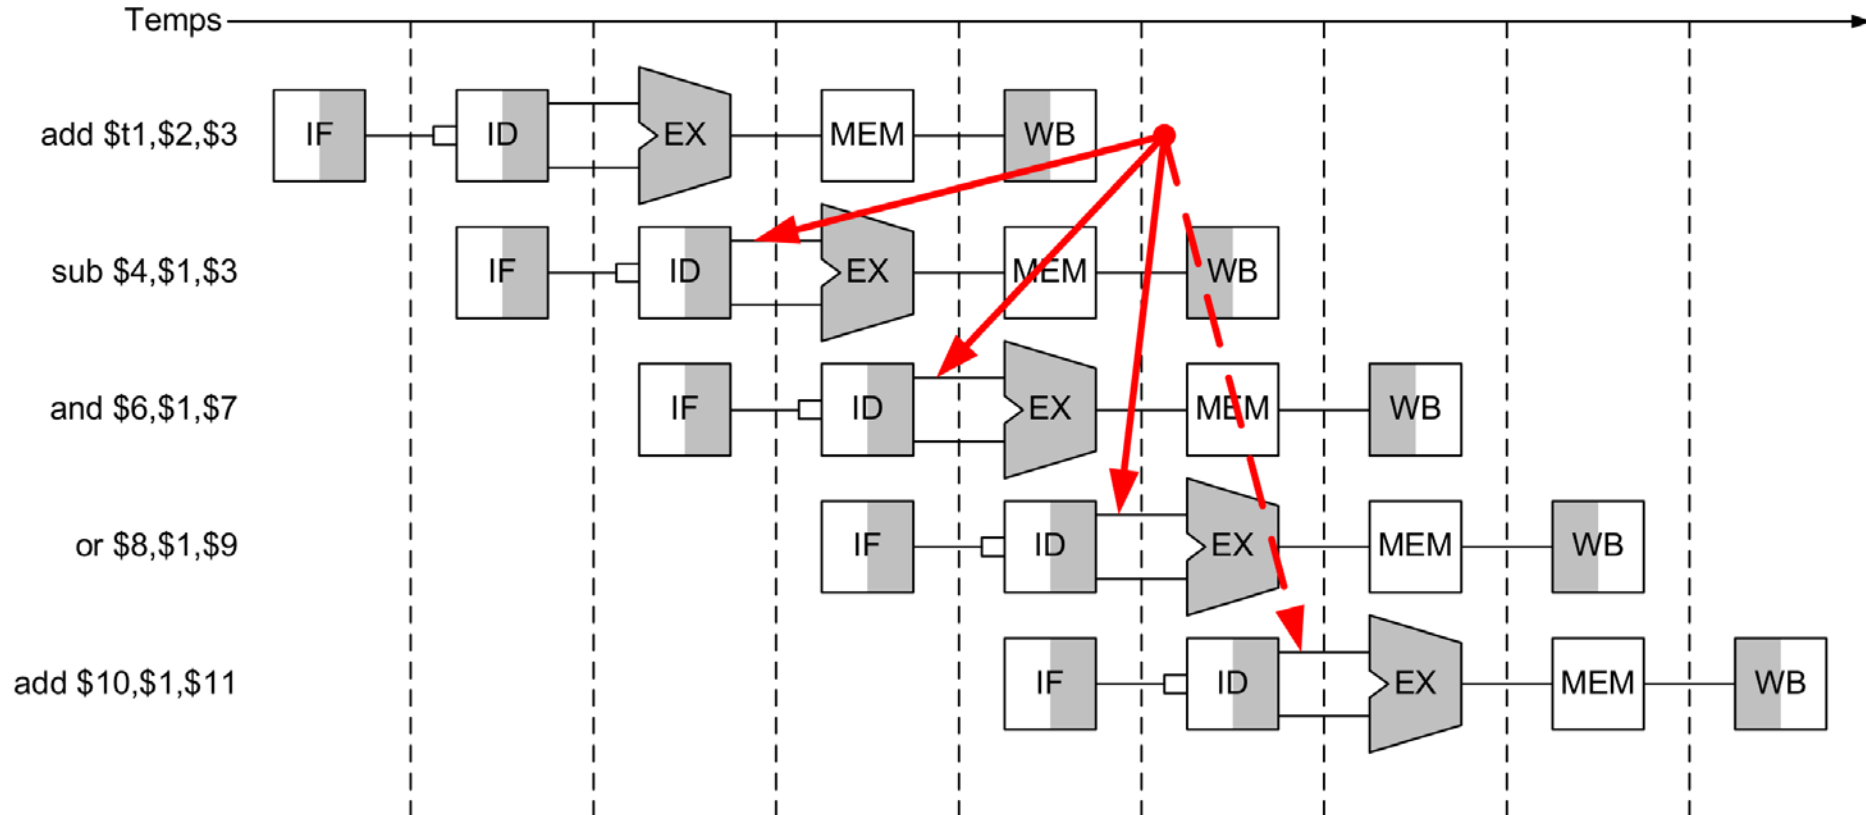 Temps
add $t1,$2,$3 IF ID EX MEM WB
sub $4,$1,$3 IF ID EX MEM WB
and $6,$1,$7 IF ID EX MEM WB
or $8,$1,$9 IF ID EX MEM WB
add $10,$1,$11 IF ID EX MEM WB